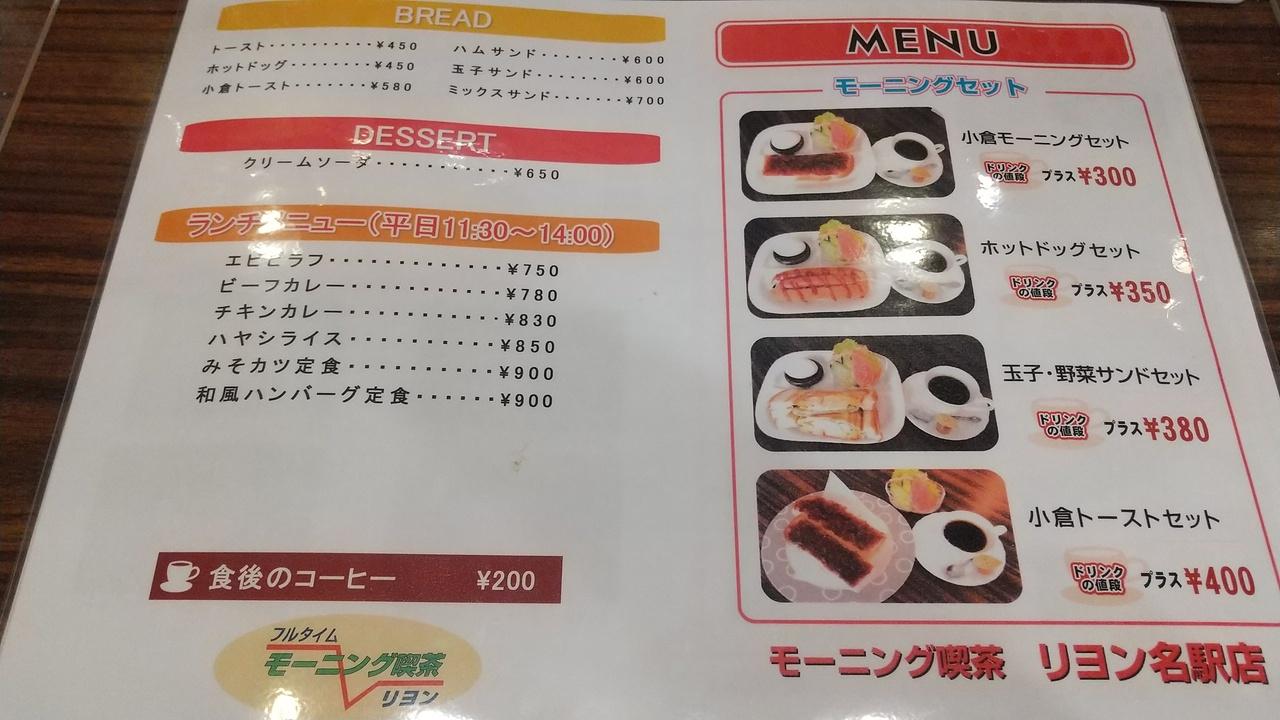 BREAD
トースト··········¥450
ホットドッグ········¥450
小倉トースト·······¥580
ハムサンド·······¥600
玉子サンド·······¥600
ミックスサンド·······¥700
DESSERT
クリームソーダ···········¥650
ランチメニュー(平日11:30～14:00)
エビピラフ·············¥750
ビーフカレー···········¥780
チキンカレー···········¥830
ハヤシライス··········¥850
みそカツ定食··········¥900
和風ハンバーグ定食······¥900
食後のコーヒー ¥200
フルタイム
モーニング喫茶
リヨン
MENU
モーニングセット
小倉モーニングセット
ドリンクの値段 プラス¥300
ホットドッグセット
ドリンクの値段 プラス¥350
玉子・野菜サンドセット
ドリンクの値段 プラス¥380
小倉トーストセット
ドリンクの値段 プラス¥400
モーニング喫茶 リヨン名駅店